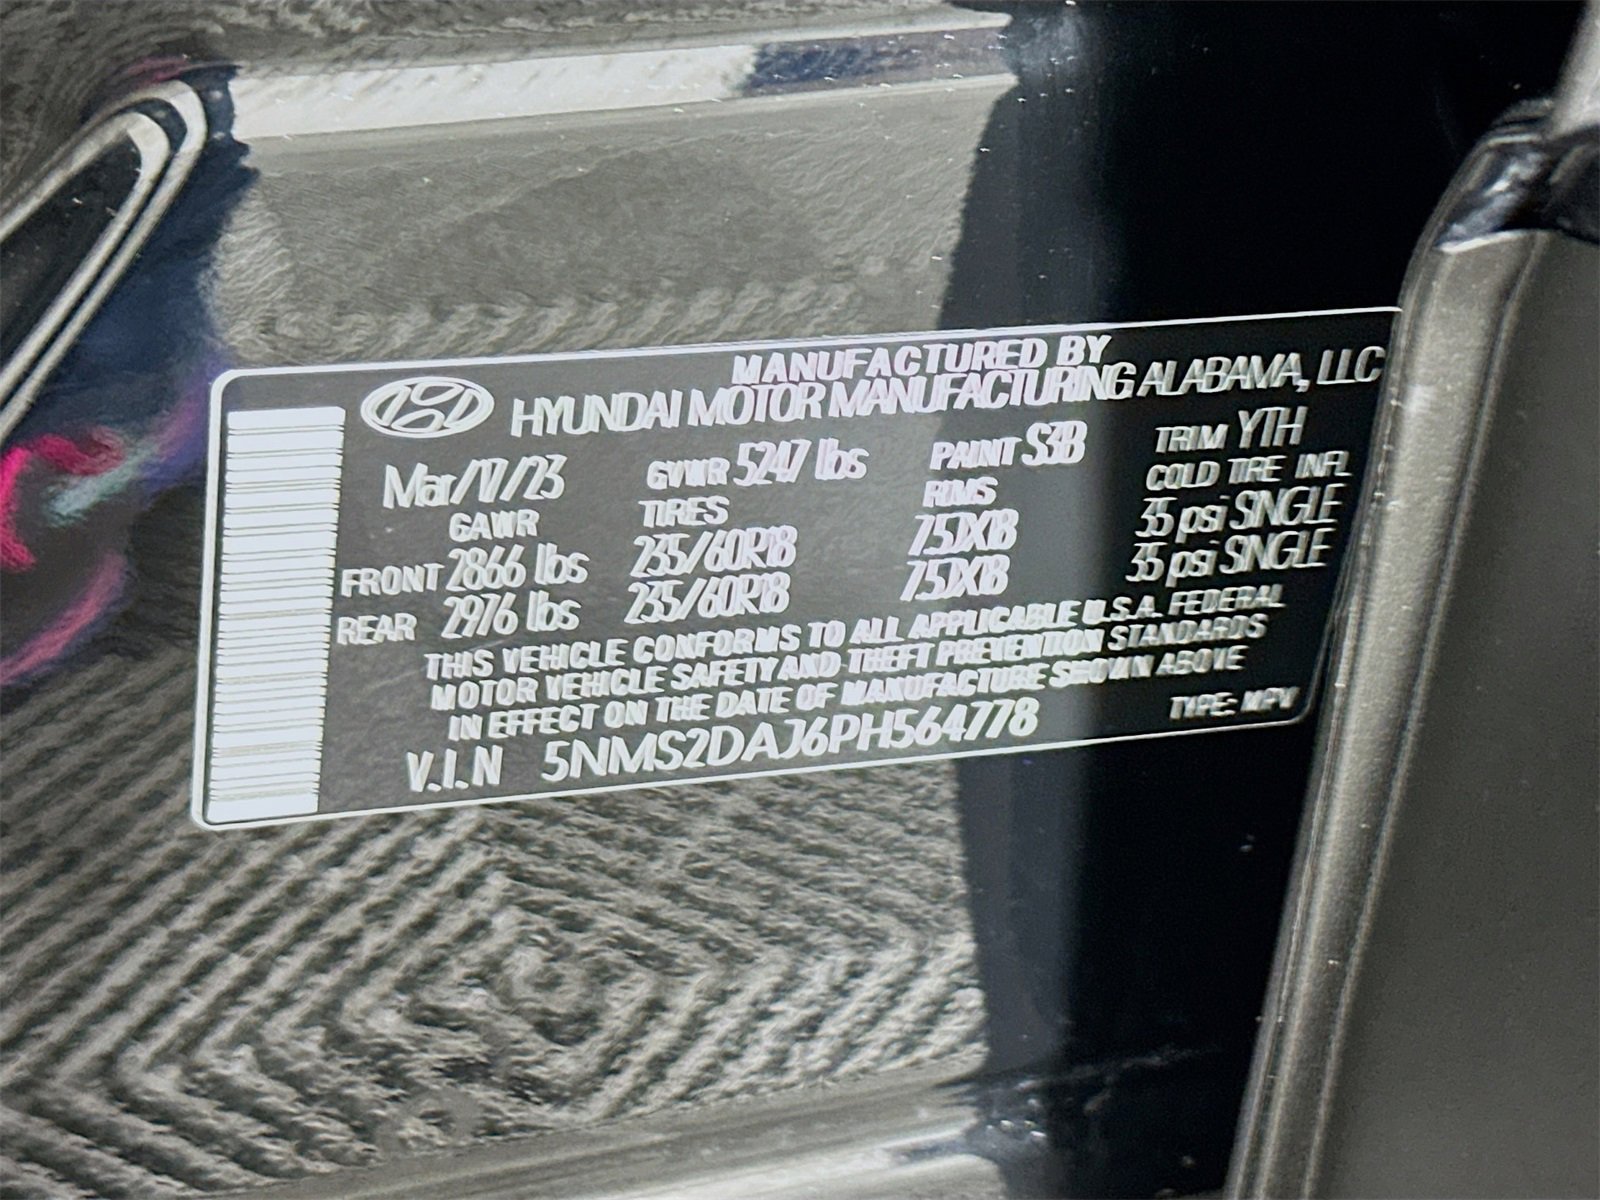 MANUFACTURED BY
HYUNDAI MOTOR MANUFACTURING ALABAMA, LLC
Mar/17/23 GVWR 5247 lbs PAINT S3B TRIM YTH
GAWR TIRES RIMS COLD TIRE INFL
FRONT 2866 lbs 235/60R18 7.5JX18 35 psi SINGLE
REAR 2976 lbs 235/60R18 7.5JX18 35 psi SINGLE
THIS VEHICLE CONFORMS TO ALL APPLICABLE U.S.A. FEDERAL
MOTOR VEHICLE SAFETY AND THEFT PREVENTION STANDARDS
IN EFFECT ON THE DATE OF MANUFACTURE SHOWN ABOVE
V.I.N 5NMS2DAJ6PH564778 TYPE: MPV